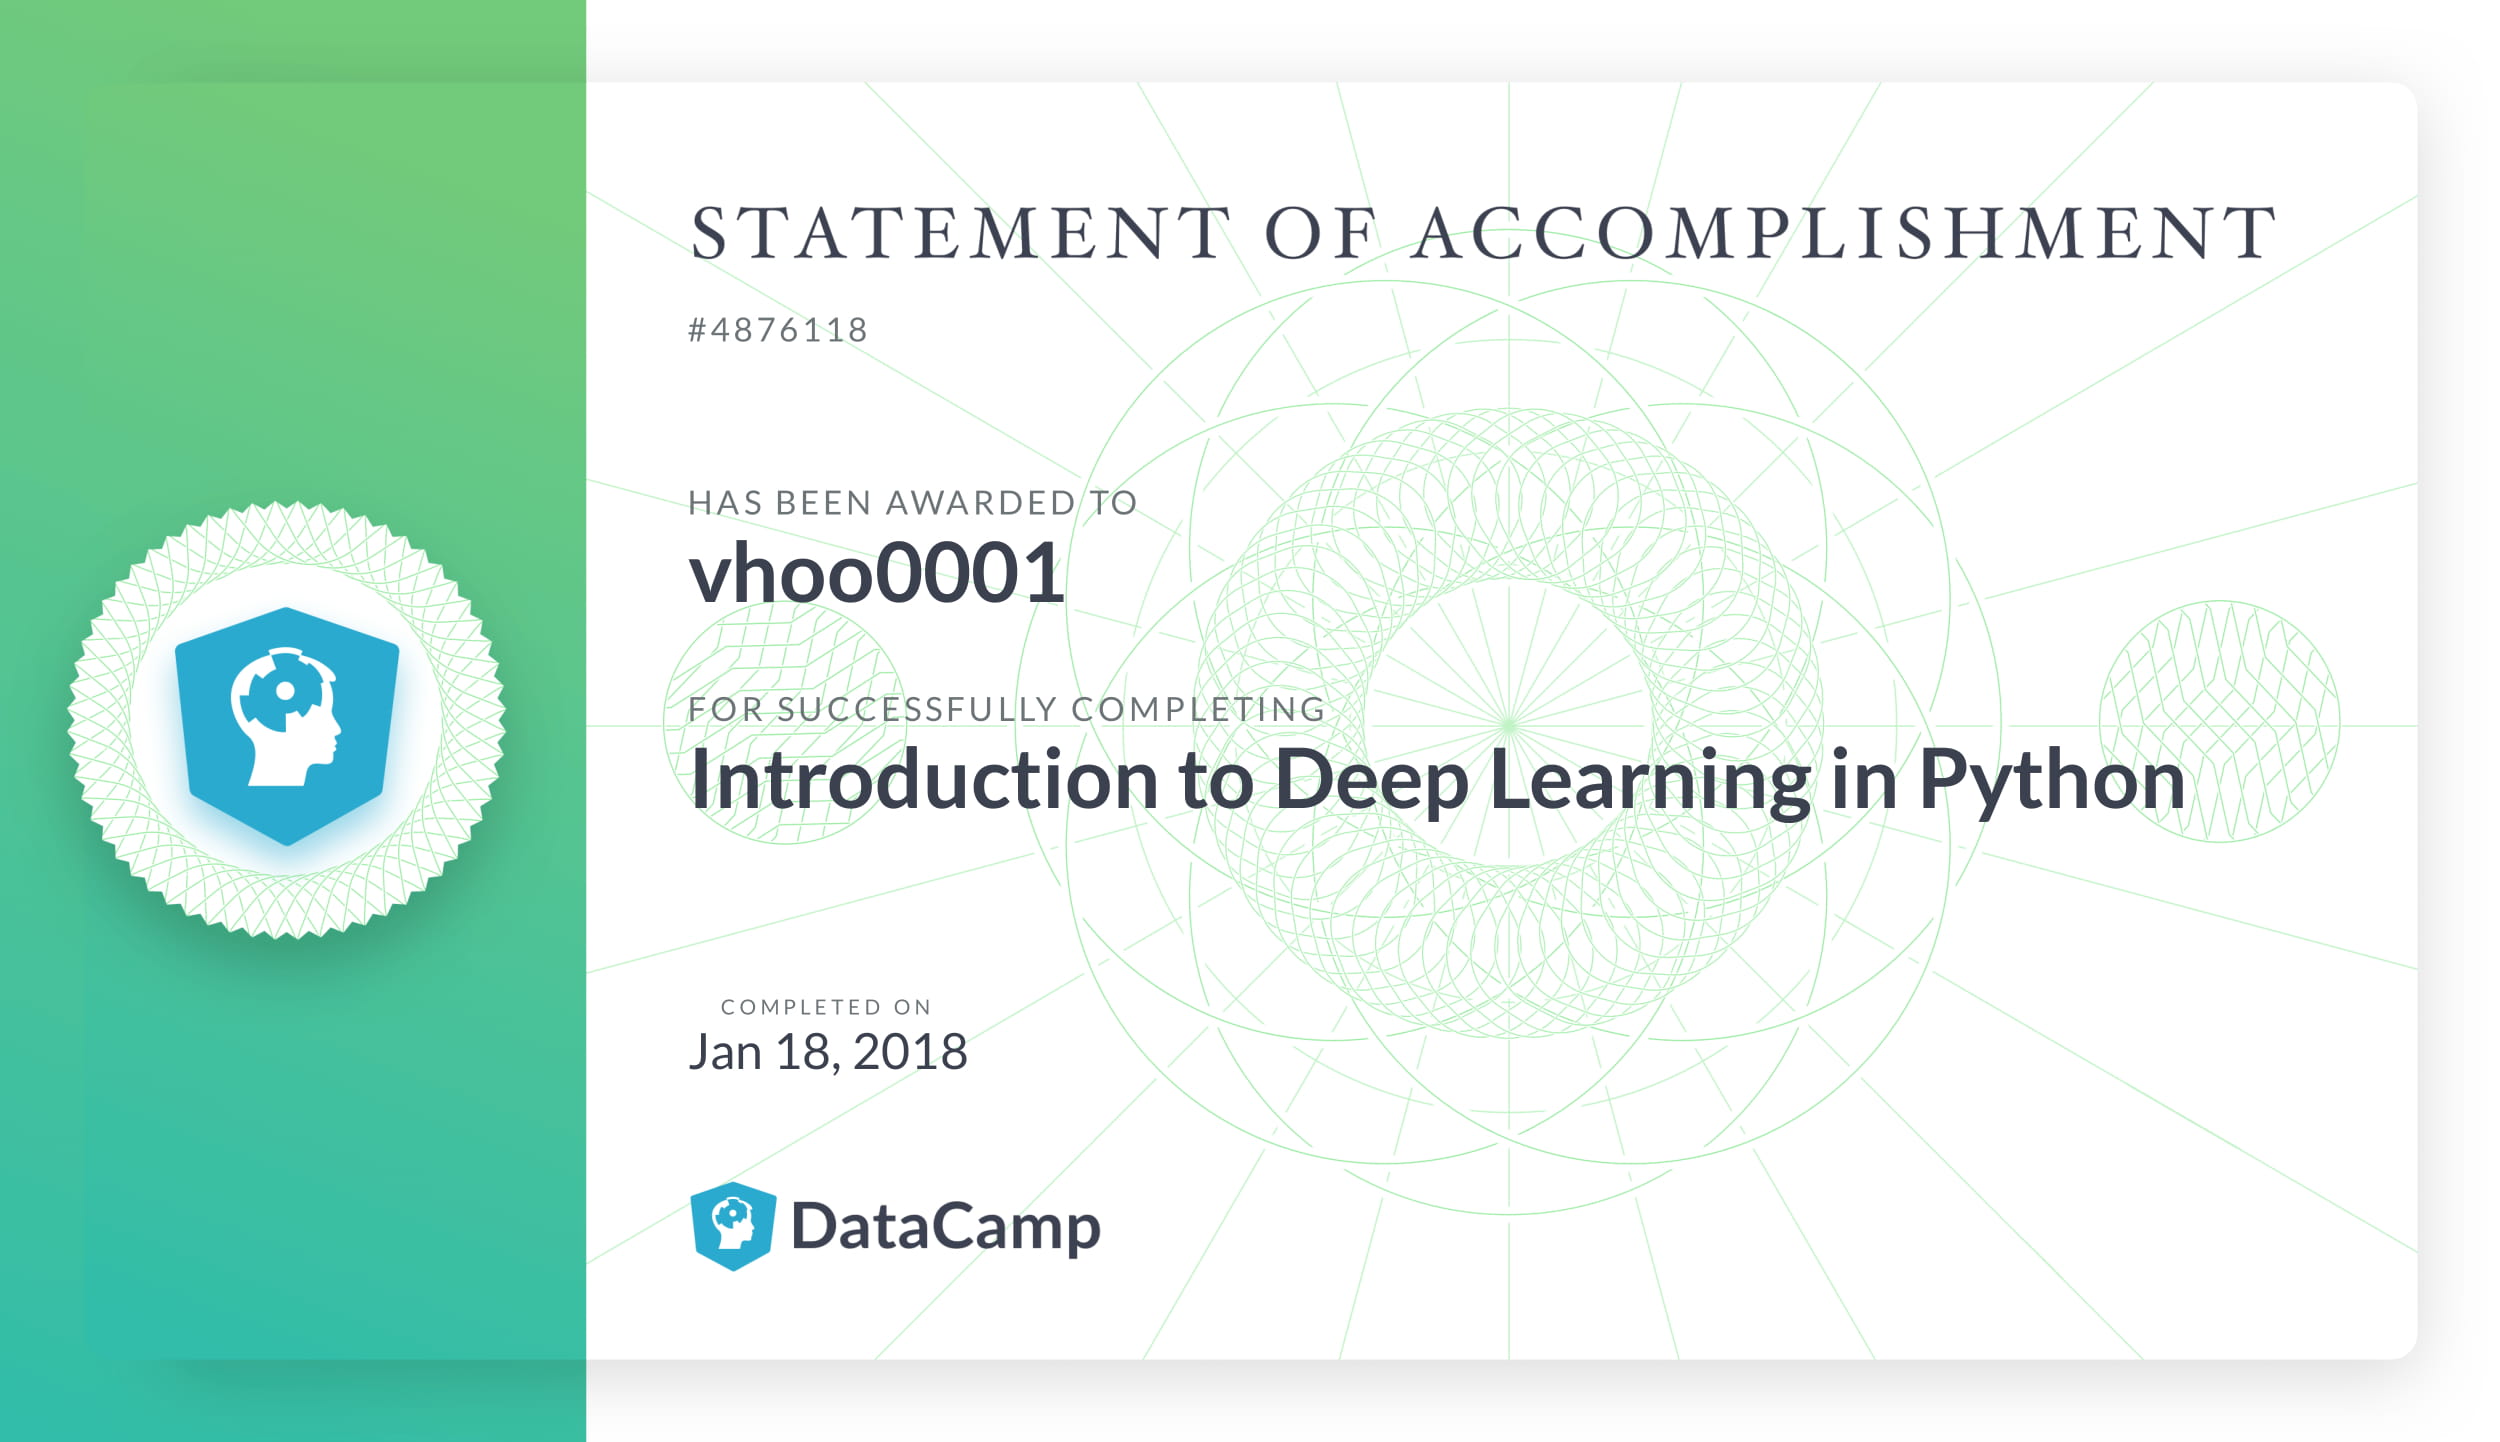 STATEMENT OF ACCOMPLISHMENT
#4876118
HAS BEEN AWARDED TO
vhoo0001
FOR SUCCESSFULLY COMPLETING
Introduction to Deep Learning in Python
COMPLETED ON
Jan 18, 2018
DataCamp